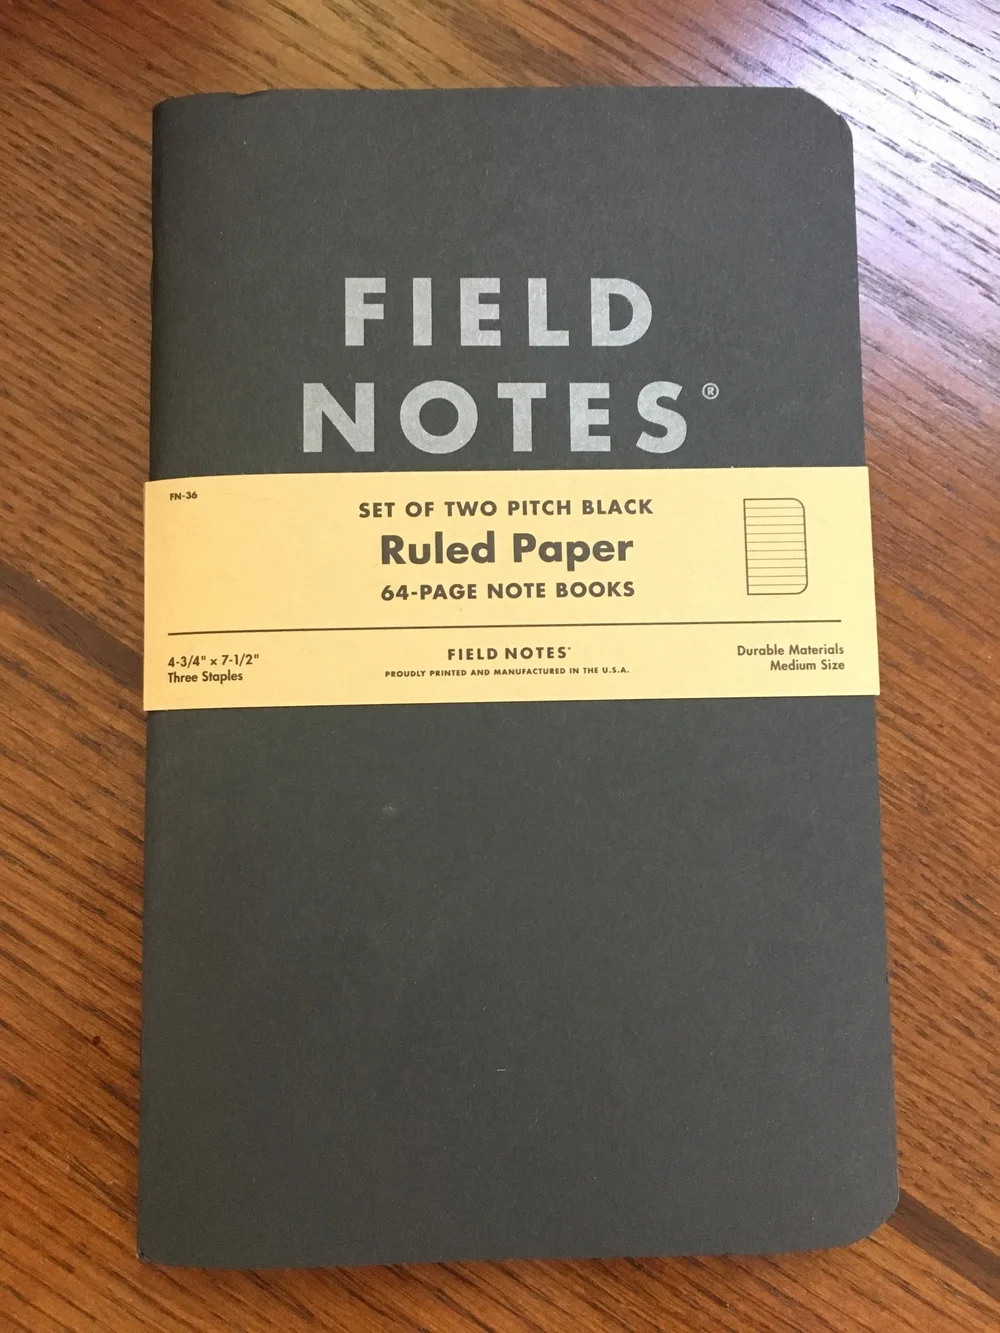 FIELD
NOTES®
FN-36
SET OF TWO PITCH BLACK
Ruled Paper
64-PAGE NOTE BOOKS
4-3/4" x 7-1/2"
Three Staples
FIELD NOTES®
PROUDLY PRINTED AND MANUFACTURED IN THE U.S.A.
Durable Materials
Medium Size